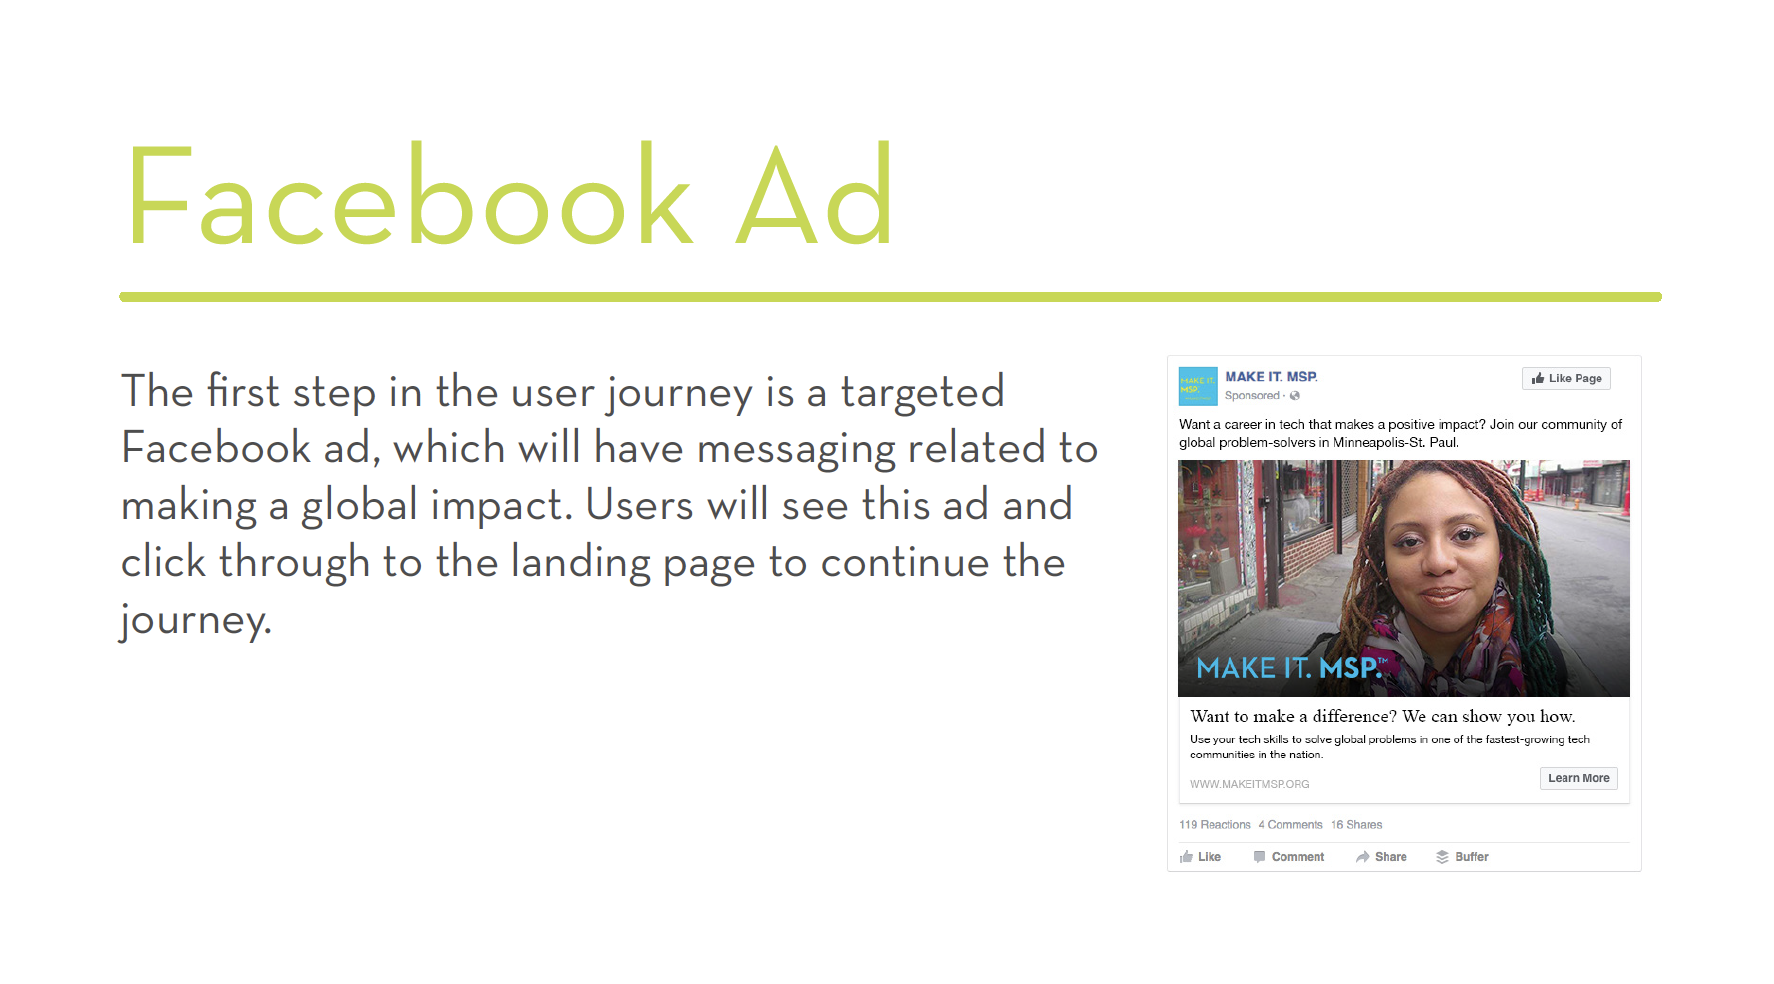 Facebook Ad
The first step in the user journey is a targeted
Facebook ad, which will have messaging related to
making a global impact. Users will see this ad and
click through to the landing page to continue the
journey.
MAKE IT.
MSP.
MAKE IT. MSP.
Sponsored ·
Like Page
Want a career in tech that makes a positive impact? Join our community of
global problem-solvers in Minneapolis-St. Paul.
MAKE IT. MSP.™
Want to make a difference? We can show you how.
Use your tech skills to solve global problems in one of the fastest-growing tech
communities in the nation.
WWW.MAKEITMSP.ORG
Learn More
119 Reactions 4 Comments 16 Shares
Like Comment Share Buffer